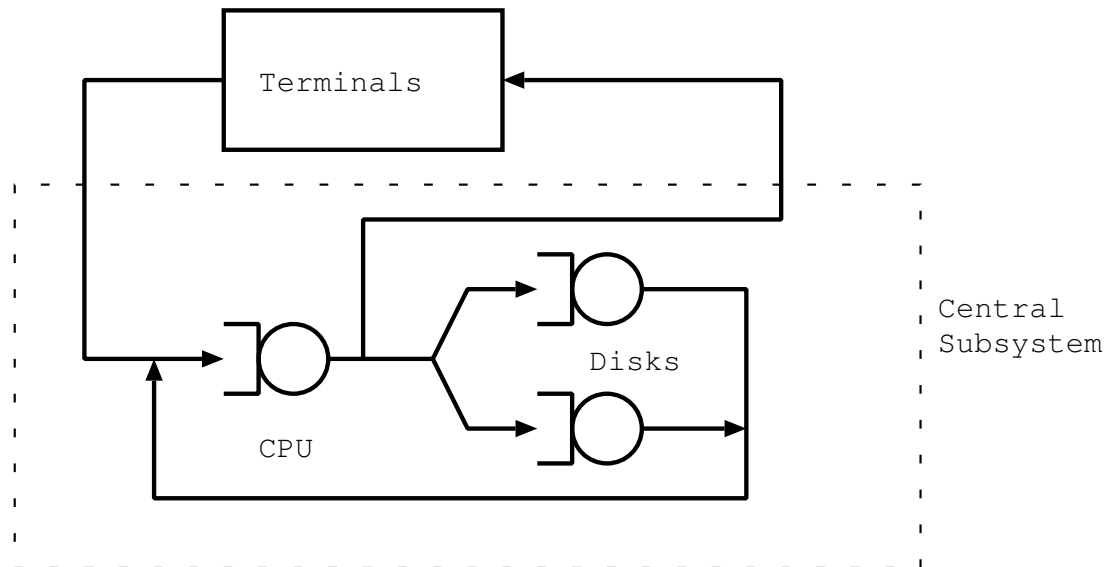 Terminals
Central
Subsystem
Disks
CPU